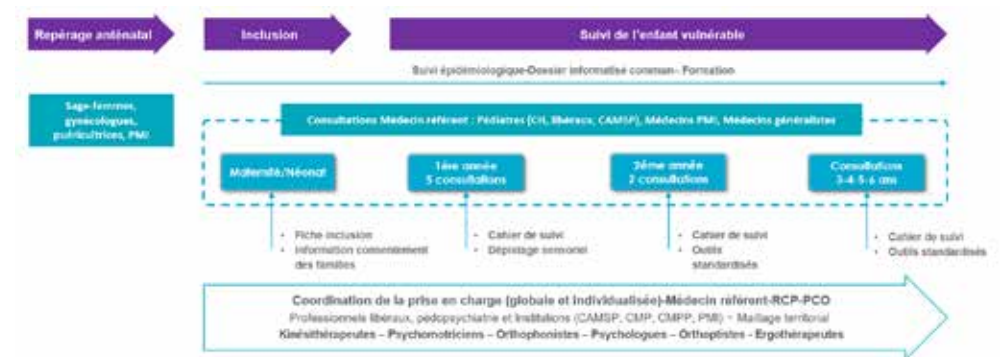 Repérage anténatal
Inclusion
Suivi de l'enfant vulnérable
Suivi épidémiologique-Dossier informatisé commun- Formation
Sage-femmes,
gynécologues,
puéricultrices, PMI
Consultations Médecin référent : Pédiatres (CH, libéraux, CAMSP), Médecins PMI, Médecins généralistes
Maternité/Néonat
1ère année
5 consultations
2ème année
2 consultations
Consultations
3-4-5-6 ans
• Fiche inclusion
• Information consentement
des familles
• Cahier de suivi
• Dépistage sensoriel
• Cahier de suivi
• Outils
standardisés
• Cahier de suivi
• Outils standardisés
Coordination de la prise en charge (globale et individualisée)-Médecin référent-RCP-PCO
Professionnels libéraux, pédopsychiatrie et Institutions (CAMSP, CMP, CMPP, PMI) – Maillage territorial
Kinésithérapeutes – Psychomotriciens – Orthophonistes – Psychologues – Orthoptistes – Ergothérapeutes